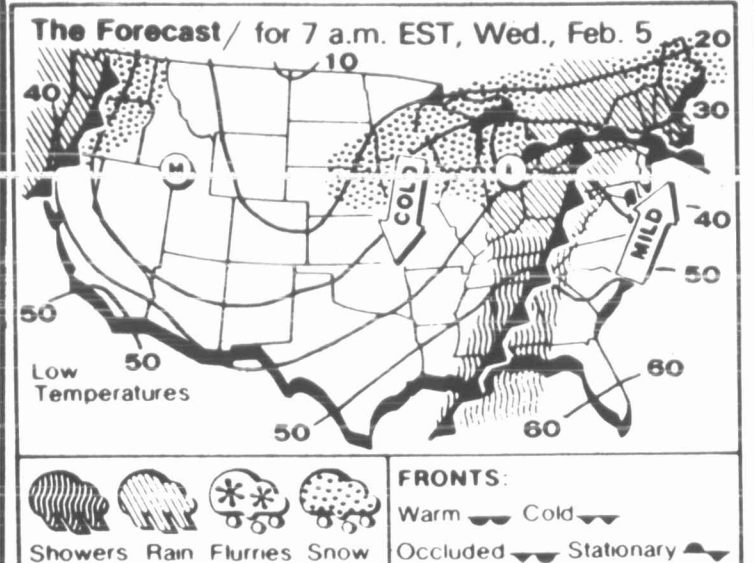 The Forecast/ for 7 a.m. EST, Wed., Feb. 5
20
10
40
30
H
L
COLD
MILD
40
50
50
50
Low
Temperatures
60
50
60
FRONTS:
Warm Cold
Showers Rain Flurries Snow
Occluded Stationary